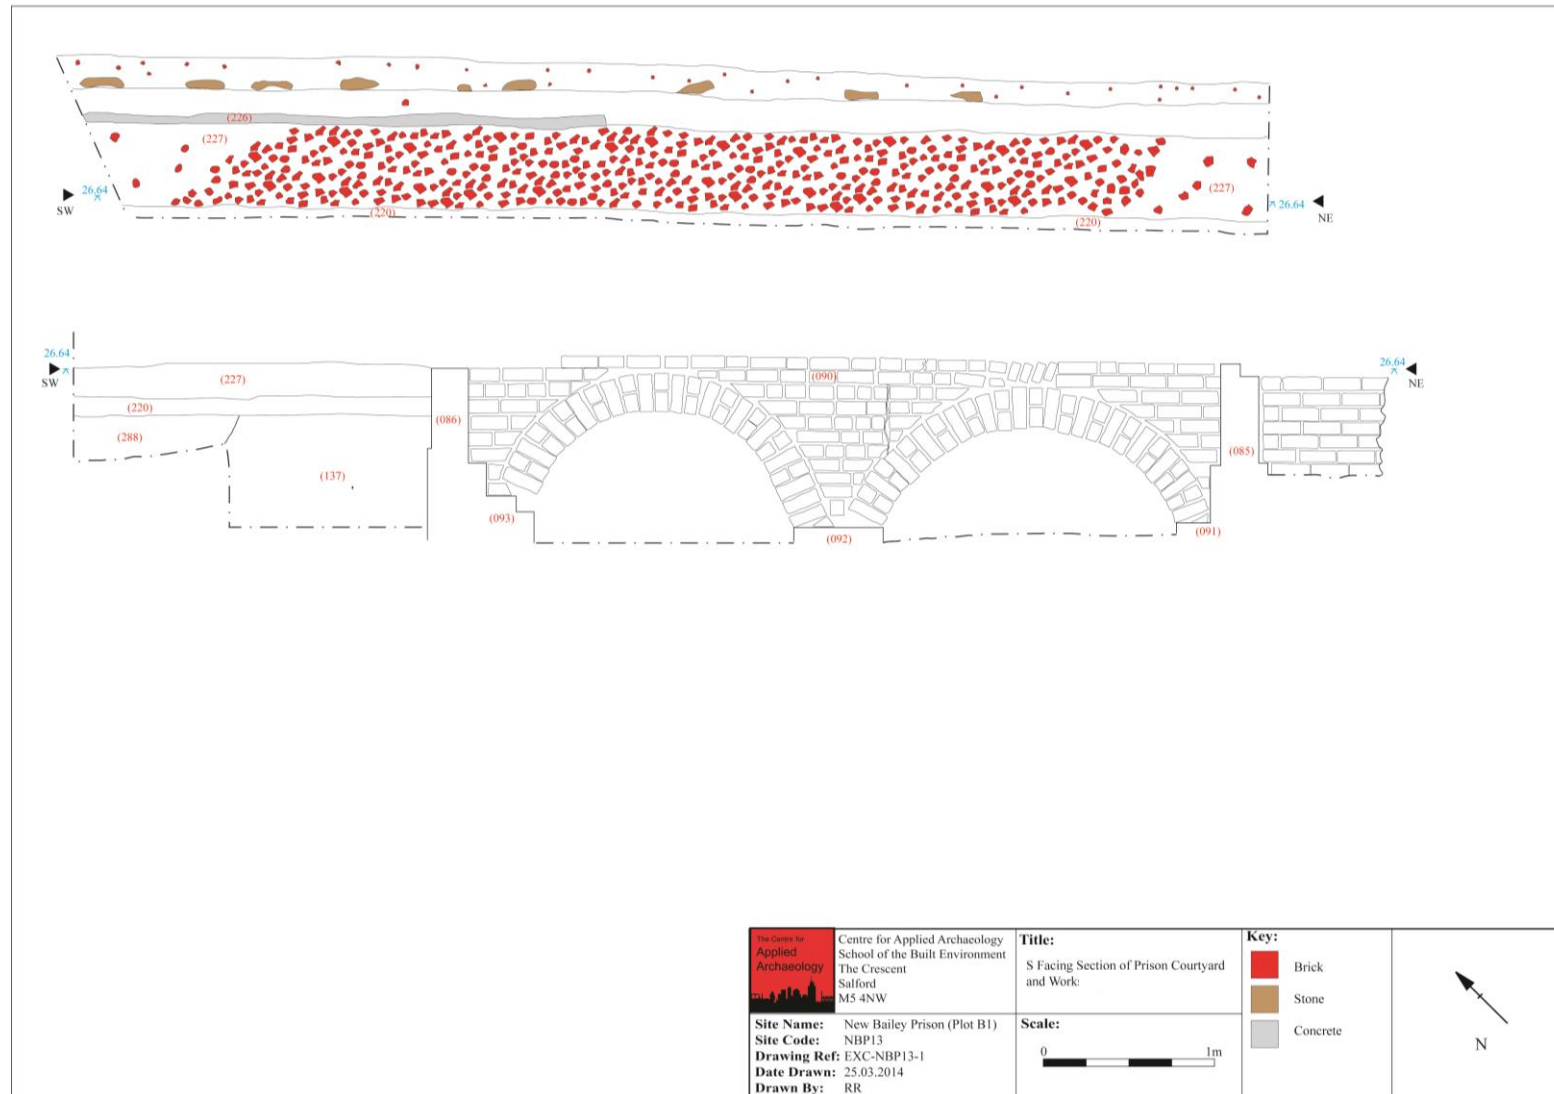 (226)
(227)
26.64
SW
(227)
26.64
NE
(220)
(220)
26.64
SW
(227)
(220)
(288)
(137)
(086)
(093)
(090)
(092)
(085)
(091)
26.64
NE
The Centre for
Applied
Archaeology
Centre for Applied Archaeology
School of the Built Environment
The Crescent
Salford
M5 4NW
Site Name: New Bailey Prison (Plot B1)
Site Code: NBP13
Drawing Ref: EXC-NBP13-1
Date Drawn: 25.03.2014
Drawn By: RR
Title:
S Facing Section of Prison Courtyard
and Work:
Scale:
0 1m
Key:
Brick
Stone
Concrete
N